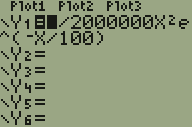 Plot1 Plot2 Plot3
\Y1=█/2000000X²e
^(-X/100)
\Y2=
\Y3=
\Y4=
\Y5=
\Y6=